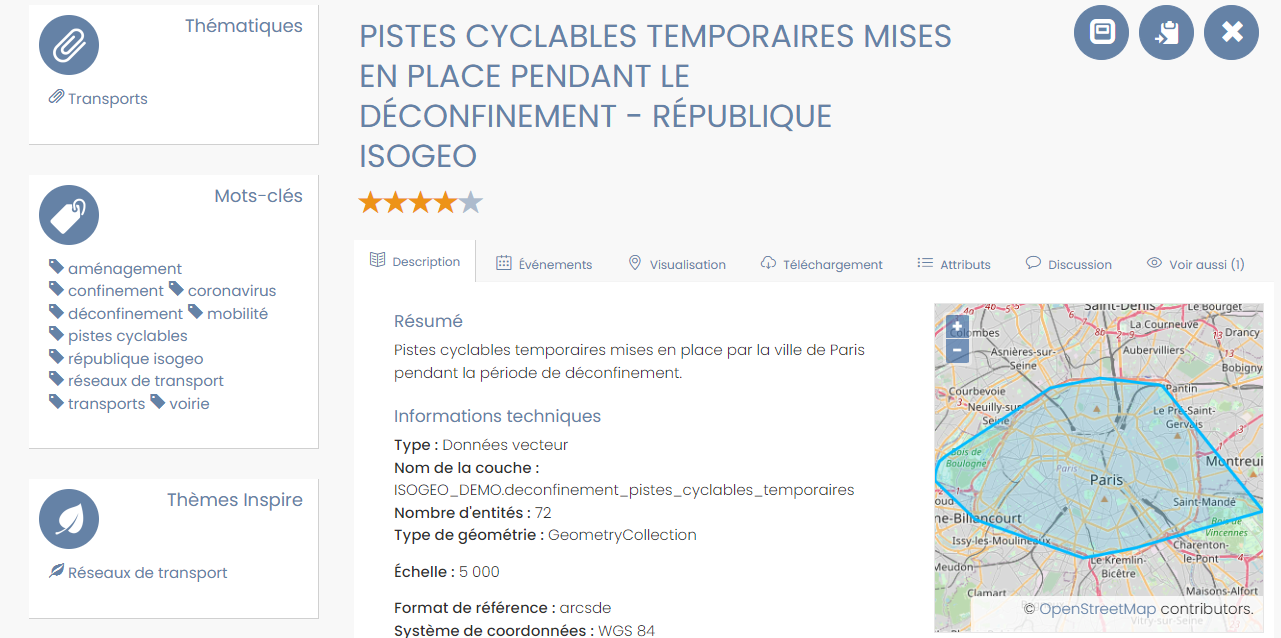 Thématiques
Transports
Mots-clés
aménagement
confinement coronavirus
déconfinement mobilité
pistes cyclables
république isogeo
réseaux de transport
transports voirie
Thèmes Inspire
Réseaux de transport
PISTES CYCLABLES TEMPORAIRES MISES
EN PLACE PENDANT LE
DÉCONFINEMENT - RÉPUBLIQUE
ISOGEO
Description
Événements
Visualisation
Téléchargement
Attributs
Discussion
Voir aussi (1)
Résumé
Pistes cyclables temporaires mises en place par la ville de Paris
pendant la période de déconfinement.
Informations techniques
Type : Données vecteur
Nom de la couche :
ISOGEO_DEMO.deconfinement_pistes_cyclables_temporaires
Nombre d'entités : 72
Type de géométrie : GeometryCollection
Échelle : 5 000
Format de référence : arcsde
Système de coordonnées : WGS 84
+
-
Saint-Denis
Le Bourget
Colombes
La Courneuve
Drancy
Asnières-sur-
Seine
Aubervilliers
Bobigny
Courbevoie
Pantin
Neuilly-sur-
Seine
Le Pré-Saint-
Gervais
Bois de
Boulogne
Paris
Montreui
Paris
Saint-Mandé
oud
ne-Billancourt
Bois de
Vincennes
Issy-les-Moulineaux
Charenton-
le-Pont
Le Kremlin-
Bicêtre
Meudon
Clamart
Maisons-Alfort
© OpenStreetMap contributors.
Vitry-sur-Seine